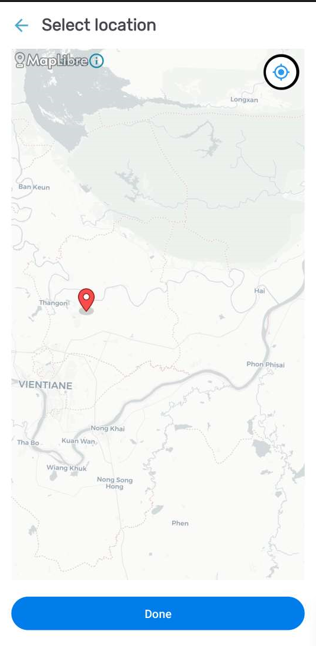 Select location
MapLibre
Longxan
Ban Keun
Thangon
Hai
Phon Phisai
VIENTIANE
Nong Khai
Tha Bo
Kuan Wan
Wiang Khuk
Nong Song
Hong
Phen
Done